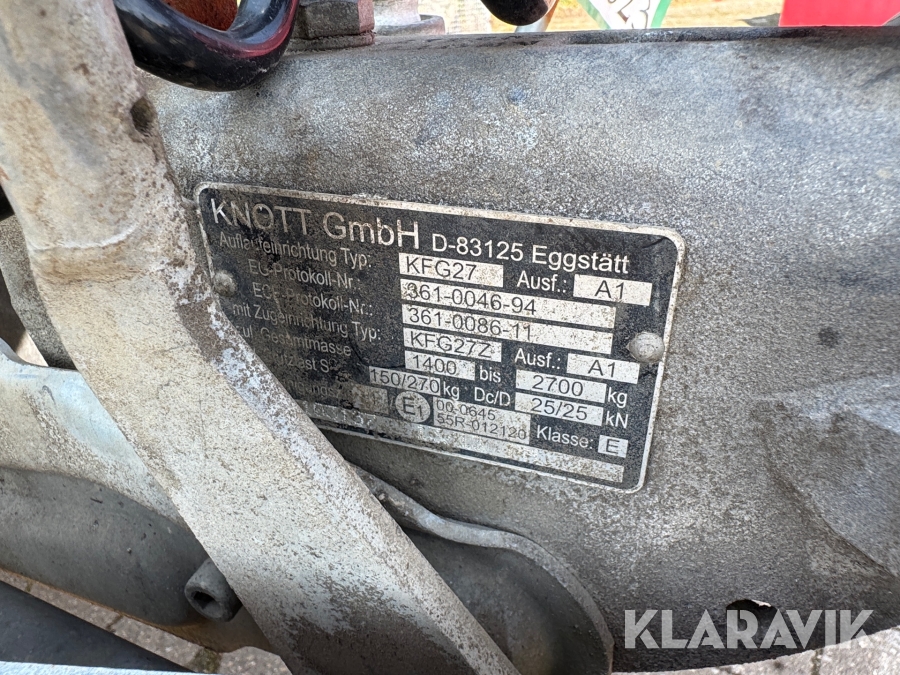 KNOTT GmbH D-83125 Eggstätt
Auflaufeinrichtung Typ: KFG27 Ausf.: A1
EG-Protokoll-Nr.: 361-0046-94
ECE-Protokoll-Nr.: 361-0086-11
mit Zugeinrichtung Typ: KFG27Z Ausf.: A1
zul. Gesamtmasse 1400 bis 2700 kg
150/270 kg Dc/D 25/25 kN
E1 00-0645
55R-012120 Klasse: E
KLARAVIK